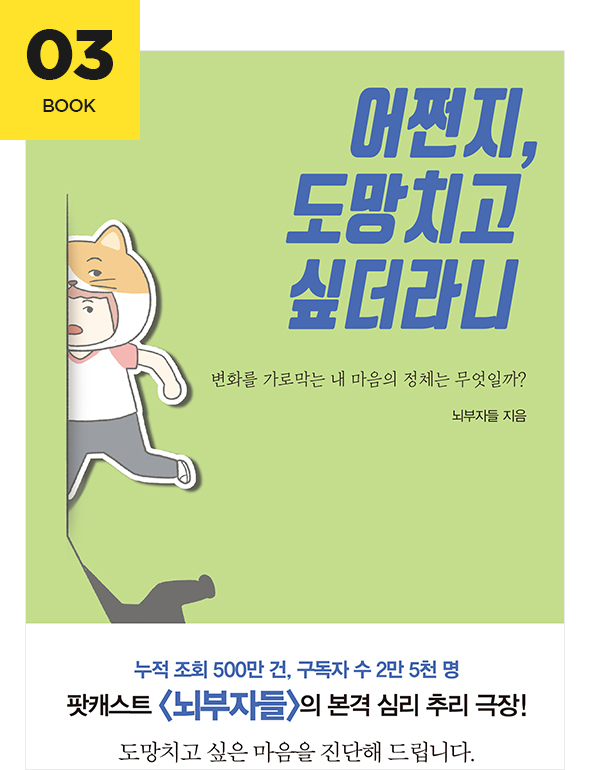 03
BOOK
어쩐지,
도망치고
싶더라니
변화를 가로막는 내 마음의 정체는 무엇일까?
뇌부자들 지음
누적 조회 500만 건, 구독자 수 2만 5천 명
팟캐스트 〈뇌부자들〉의 본격 심리 추리 극장!
도망치고 싶은 마음을 진단해 드립니다.